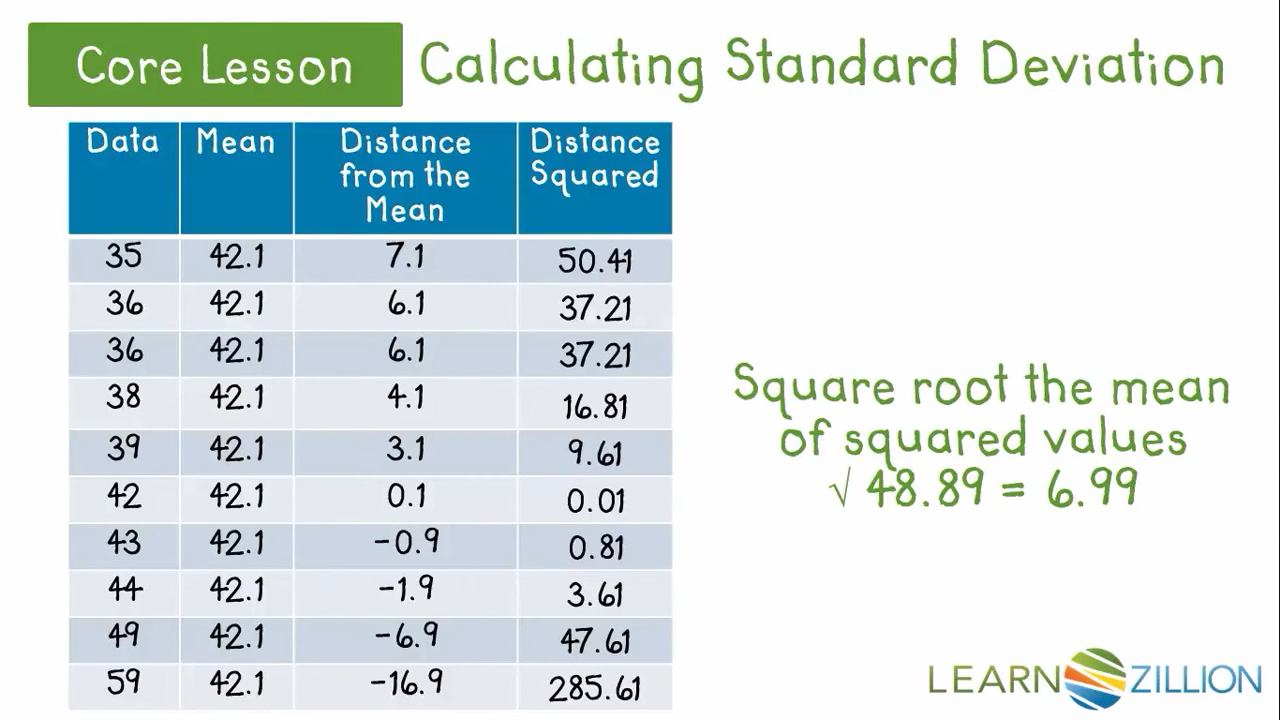 Core Lesson Calculating Standard Deviation
Data Mean Distance from the Mean Distance Squared
35 42.1 7.1 50.41
36 42.1 6.1 37.21
36 42.1 6.1 37.21
38 42.1 4.1 16.81
39 42.1 3.1 9.61
42 42.1 0.1 0.01
43 42.1 -0.9 0.81
44 42.1 -1.9 3.61
49 42.1 -6.9 47.61
59 42.1 -16.9 285.61
Square root the mean
of squared values
√ 48.89 = 6.99
LEARN ZILLION